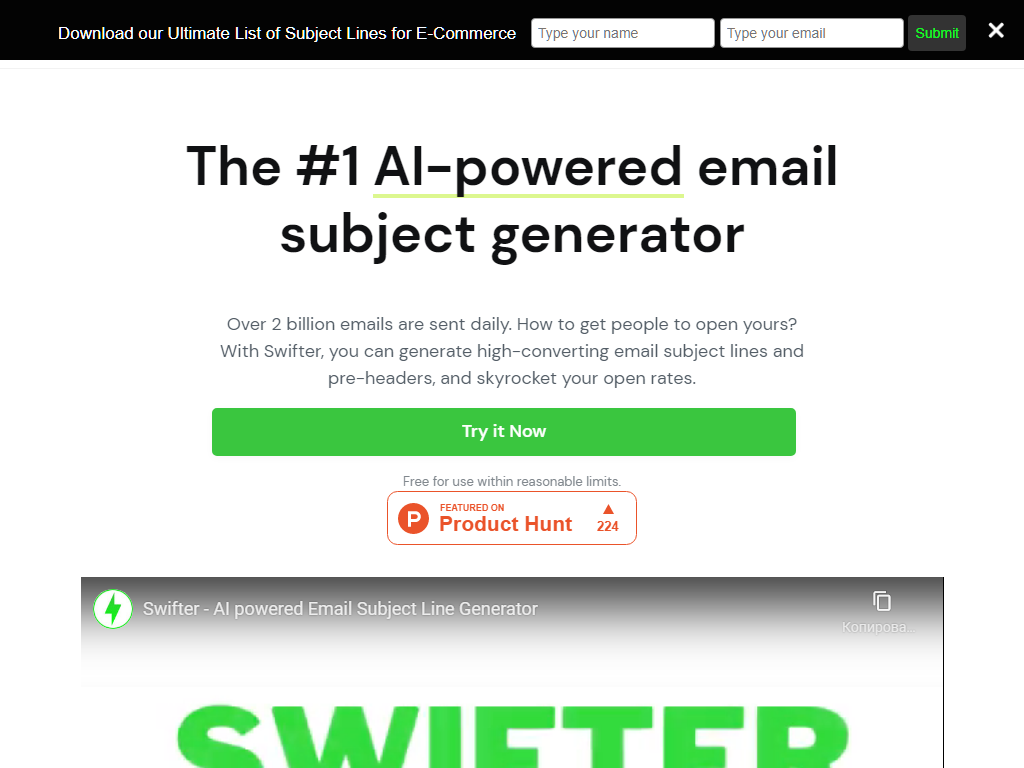 Download our Ultimate List of Subject Lines for E-Commerce Type your name Type your email Submit
The #1 AI-powered email
subject generator
Over 2 billion emails are sent daily. How to get people to open yours?
With Swifter, you can generate high-converting email subject lines and
pre-headers, and skyrocket your open rates.
Try it Now
Free for use within reasonable limits.
FEATURED ON
Product Hunt
224
Swifter - AI powered Email Subject Line Generator
Копирова...
SWIFTER